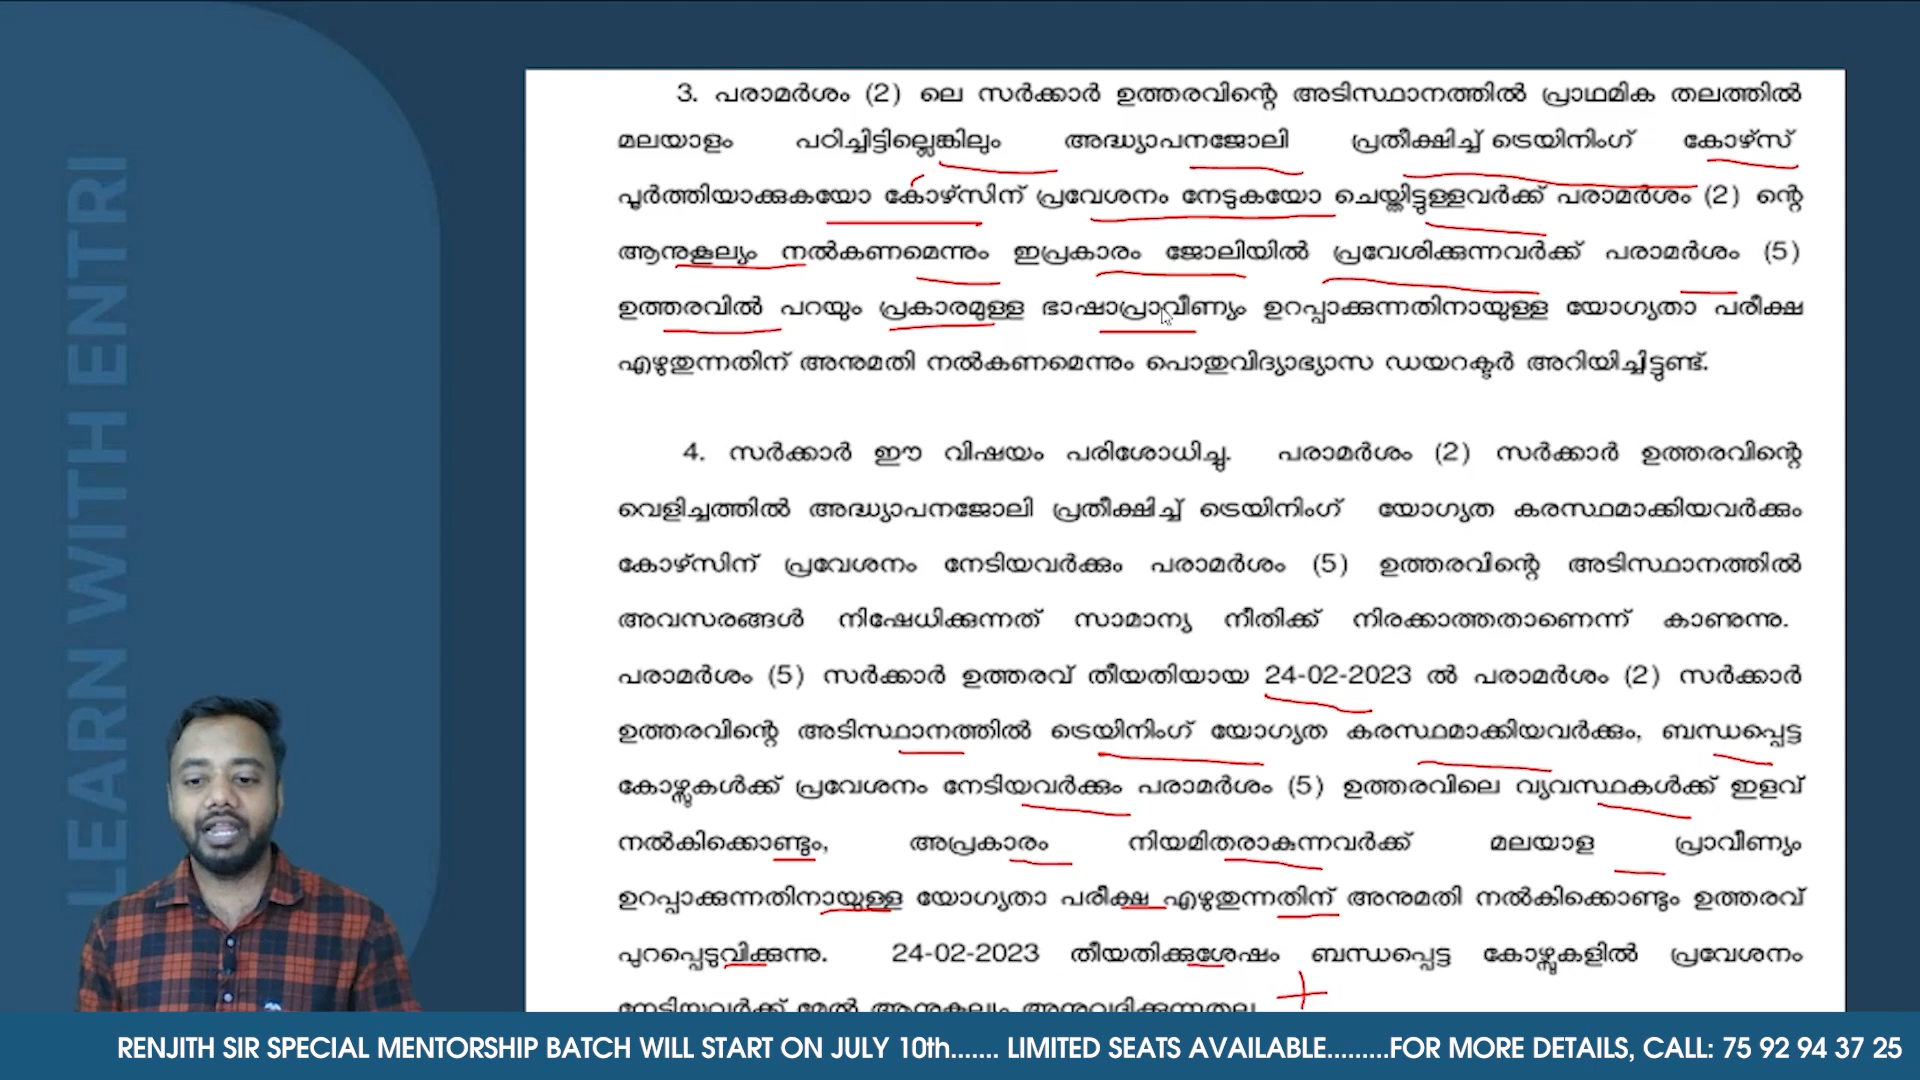 LEARN WITH ENTRI
3. പരാമർശം (2) ലെ സർക്കാർ ഉത്തരവിന്റെ അടിസ്ഥാനത്തിൽ പ്രാഥമിക തലത്തിൽ
മലയാളം പഠിച്ചിട്ടില്ലെങ്കിലും അദ്ധ്യാപനജോലി പ്രതീക്ഷിച്ച് ട്രെയിനിംഗ് കോഴ്സ്
പൂർത്തിയാക്കുകയോ കോഴ്സിന് പ്രവേശനം നേടുകയോ ചെയ്തിട്ടുള്ളവർക്ക് പരാമർശം (2) ന്റെ
ആനുകൂല്യം നൽകണമെന്നും ഇപ്രകാരം ജോലിയിൽ പ്രവേശിക്കുന്നവർക്ക് പരാമർശം (5)
ഉത്തരവിൽ പറയും പ്രകാരമുള്ള ഭാഷാപ്രാവീണ്യം ഉറപ്പാക്കുന്നതിനായുള്ള യോഗ്യതാ പരീക്ഷ
എഴുതുന്നതിന് അനുമതി നൽകണമെന്നും പൊതുവിദ്യാഭ്യാസ ഡയറക്ടർ അറിയിച്ചിട്ടുണ്ട്.
4. സർക്കാർ ഈ വിഷയം പരിശോധിച്ചു. പരാമർശം (2) സർക്കാർ ഉത്തരവിന്റെ
വെളിച്ചത്തിൽ അദ്ധ്യാപനജോലി പ്രതീക്ഷിച്ച് ട്രെയിനിംഗ് യോഗ്യത കരസ്ഥമാക്കിയവർക്കും
കോഴ്സിന് പ്രവേശനം നേടിയവർക്കും പരാമർശം (5) ഉത്തരവിന്റെ അടിസ്ഥാനത്തിൽ
അവസരങ്ങൾ നിഷേധിക്കുന്നത് സാമാന്യ നീതിക്ക് നിരക്കാത്തതാണെന്ന് കാണുന്നു.
പരാമർശം (5) സർക്കാർ ഉത്തരവ് തീയതിയായ 24-02-2023 ൽ പരാമർശം (2) സർക്കാർ
ഉത്തരവിന്റെ അടിസ്ഥാനത്തിൽ ട്രെയിനിംഗ് യോഗ്യത കരസ്ഥമാക്കിയവർക്കും, ബന്ധപ്പെട്ട
കോഴ്സുകൾക്ക് പ്രവേശനം നേടിയവർക്കും പരാമർശം (5) ഉത്തരവിലെ വ്യവസ്ഥകൾക്ക് ഇളവ്
നൽകിക്കൊണ്ടും, അപ്രകാരം നിയമിതരാകുന്നവർക്ക് മലയാള പ്രാവീണ്യം
ഉറപ്പാക്കുന്നതിനായുള്ള യോഗ്യതാ പരീക്ഷ എഴുതുന്നതിന് അനുമതി നൽകിക്കൊണ്ടും ഉത്തരവ്
പുറപ്പെടുവിക്കുന്നു. 24-02-2023 തീയതിക്കുശേഷം ബന്ധപ്പെട്ട കോഴ്സുകളിൽ പ്രവേശനം
നേടിയവർക്ക് മേൽ ആനുകൂല്യം അനുവദിക്കുന്നതല്ല
RENJITH SIR SPECIAL MENTORSHIP BATCH WILL START ON JULY 10th....... LIMITED SEATS AVAILABLE.........FOR MORE DETAILS, CALL: 75 92 94 37 25